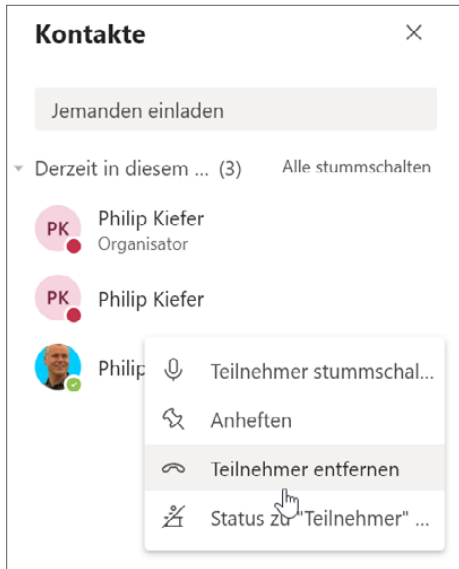 Kontakte
Jemanden einladen
Derzeit in diesem ... (3) Alle stummschalten
PK Philip Kiefer
Organisator
PK Philip Kiefer
Philip
Teilnehmer stummschal...
Anheften
Teilnehmer entfernen
Status zu "Teilnehmer" ...